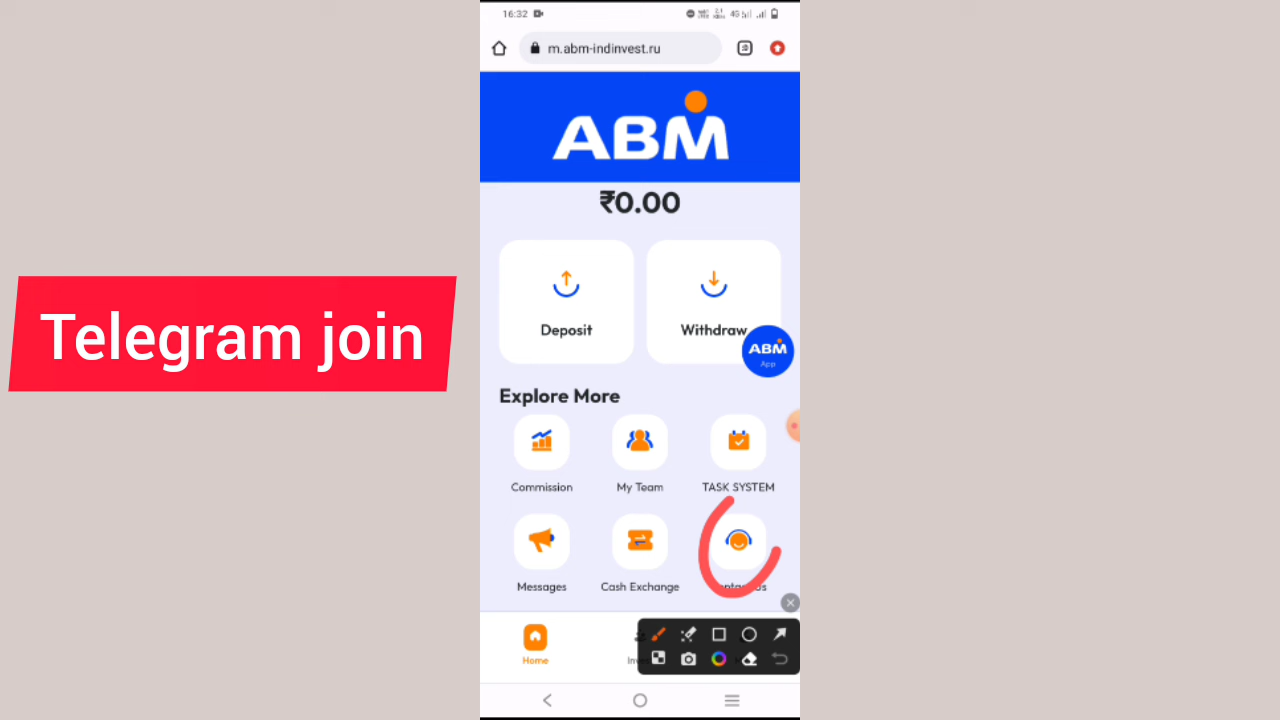 16:32
4G
m.abm-indinvest.ru
ABM
₹0.00
Deposit
Withdraw
ABM
App
Telegram join
Explore More
Commission
My Team
TASK SYSTEM
Messages
Cash Exchange
Home